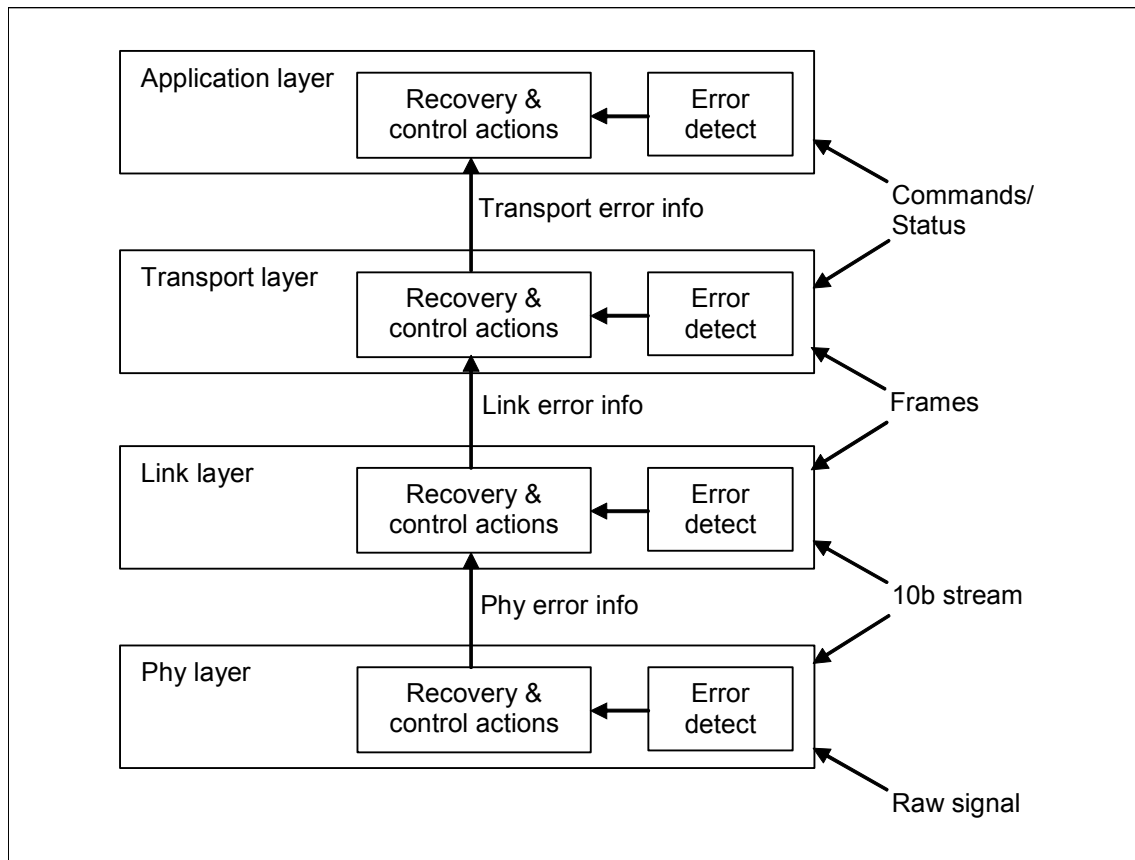 Application layer
Recovery &
control actions
Error
detect
Commands/
Status
Transport error info
Transport layer
Recovery &
control actions
Error
detect
Frames
Link error info
Link layer
Recovery &
control actions
Error
detect
10b stream
Phy error info
Phy layer
Recovery &
control actions
Error
detect
Raw signal